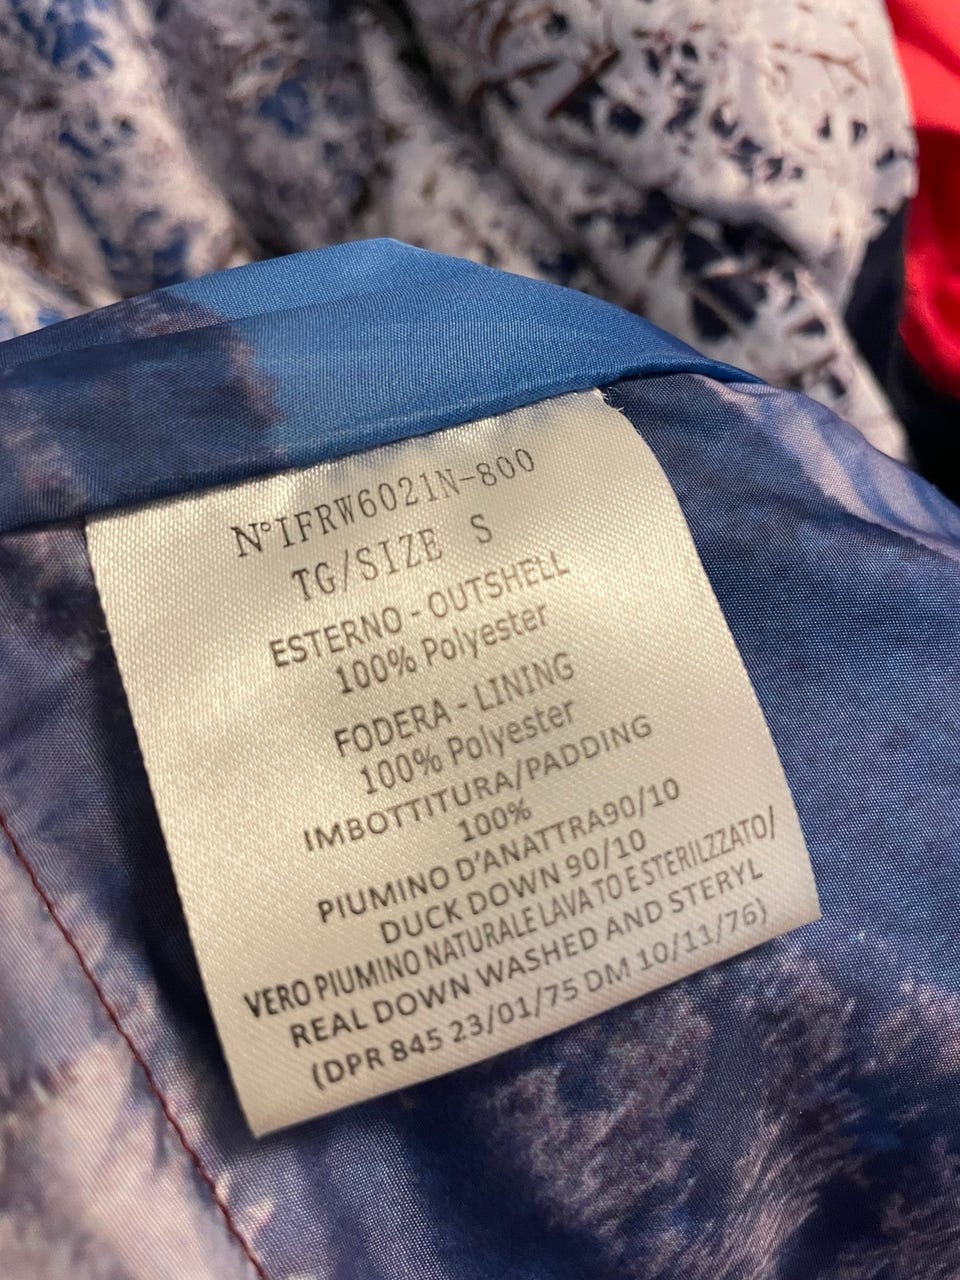 N°IFRW6021N-800
TG/SIZE S
ESTERNO - OUTSHELL
100% Polyester
FODERA - LINING
100% Polyester
IMBOTTITURA/PADDING
100%
PIUMINO D'ANATTRA90/10
DUCK DOWN 90/10
VERO PIUMINO NATURALE LAVATO E STERILZZATO/
REAL DOWN WASHED AND STERYL
(DPR 845 23/01/75 DM 10/11/76)